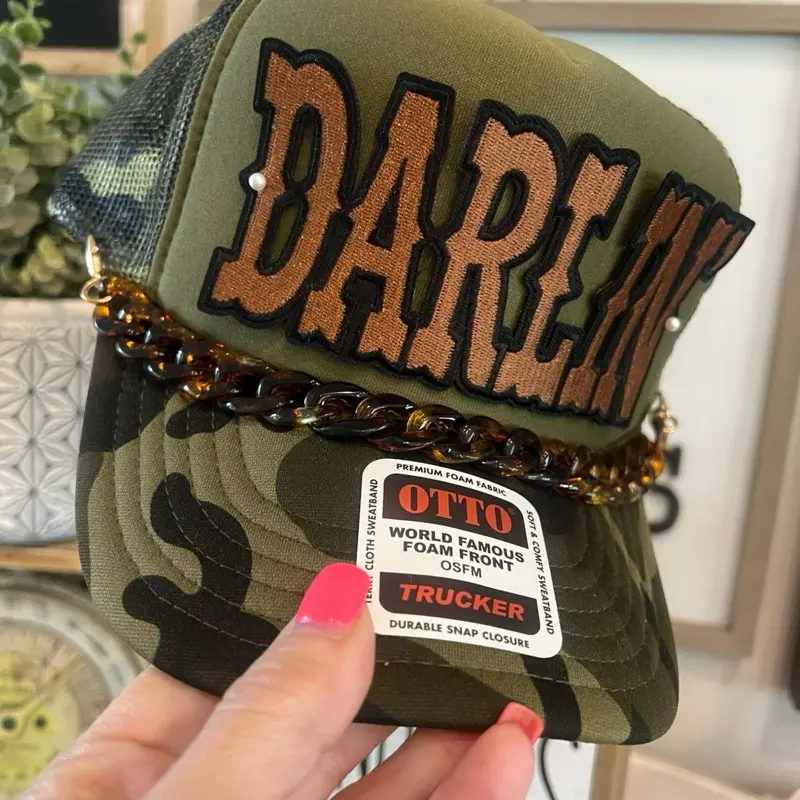 DARLIN'
PREMIUM FOAM FABRIC
OTTO
WORLD FAMOUS
FOAM FRONT
OSFM
TRUCKER
DURABLE SNAP CLOSURE
TERRY CLOTH SWEATBAND
SOFT & COMFY SWEATBAND